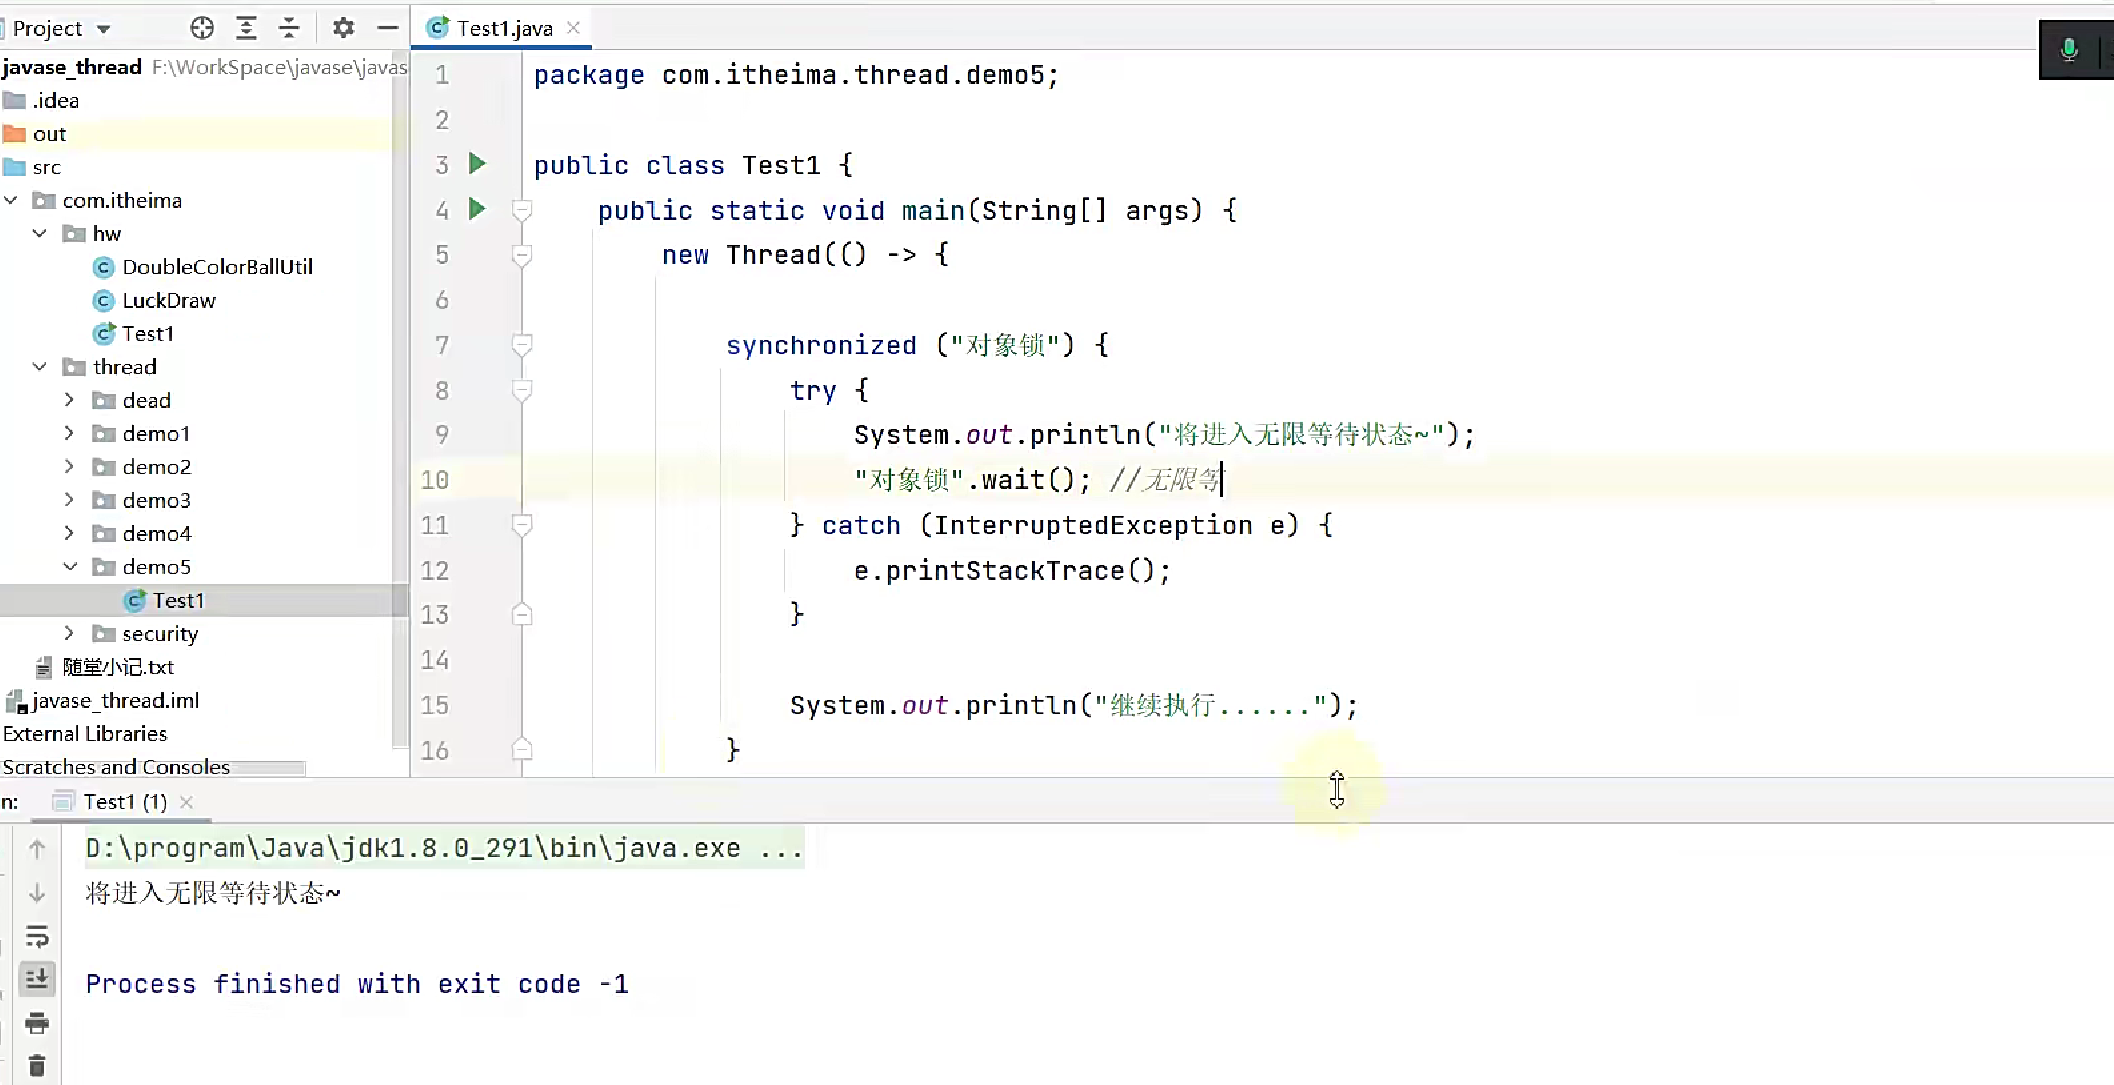 Project
javase_thread F:\WorkSpace\javase\javas
.idea
out
src
com.itheima
hw
DoubleColorBallUtil
LuckDraw
Test1
thread
dead
demo1
demo2
demo3
demo4
demo5
Test1
security
随堂小记.txt
javase_thread.iml
External Libraries
Scratches and Consoles
Test1.java
1 package com.itheima.thread.demo5;
2
3 public class Test1 {
4 public static void main(String[] args) {
5 new Thread(() -> {
6
7 synchronized ("对象锁") {
8 try {
9 System.out.println("将进入无限等待状态~");
10 "对象锁".wait(); //无限等
11 } catch (InterruptedException e) {
12 e.printStackTrace();
13 }
14
15 System.out.println("继续执行......");
16 }
n: Test1 (1)
D:\program\Java\jdk1.8.0_291\bin\java.exe ...
将进入无限等待状态~
Process finished with exit code -1